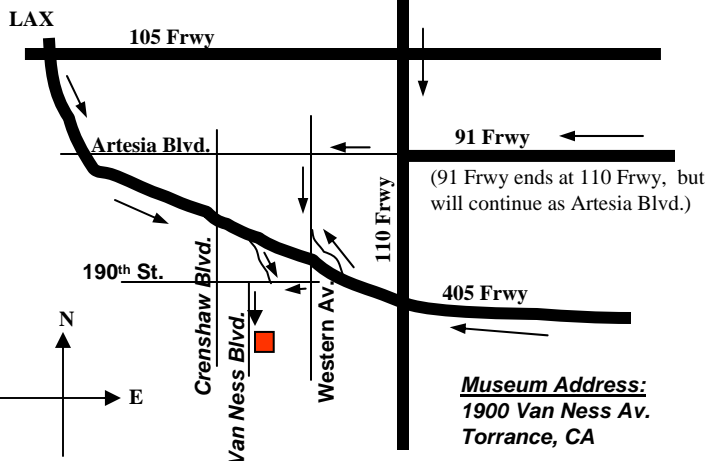 LAX
105 Frwy
Artesia Blvd.
91 Frwy
(91 Frwy ends at 110 Frwy, but
will continue as Artesia Blvd.)
110 Frwy
190th St.
405 Frwy
Crenshaw Blvd.
Van Ness Blvd.
Western Av.
N
E
Museum Address:
1900 Van Ness Av.
Torrance, CA